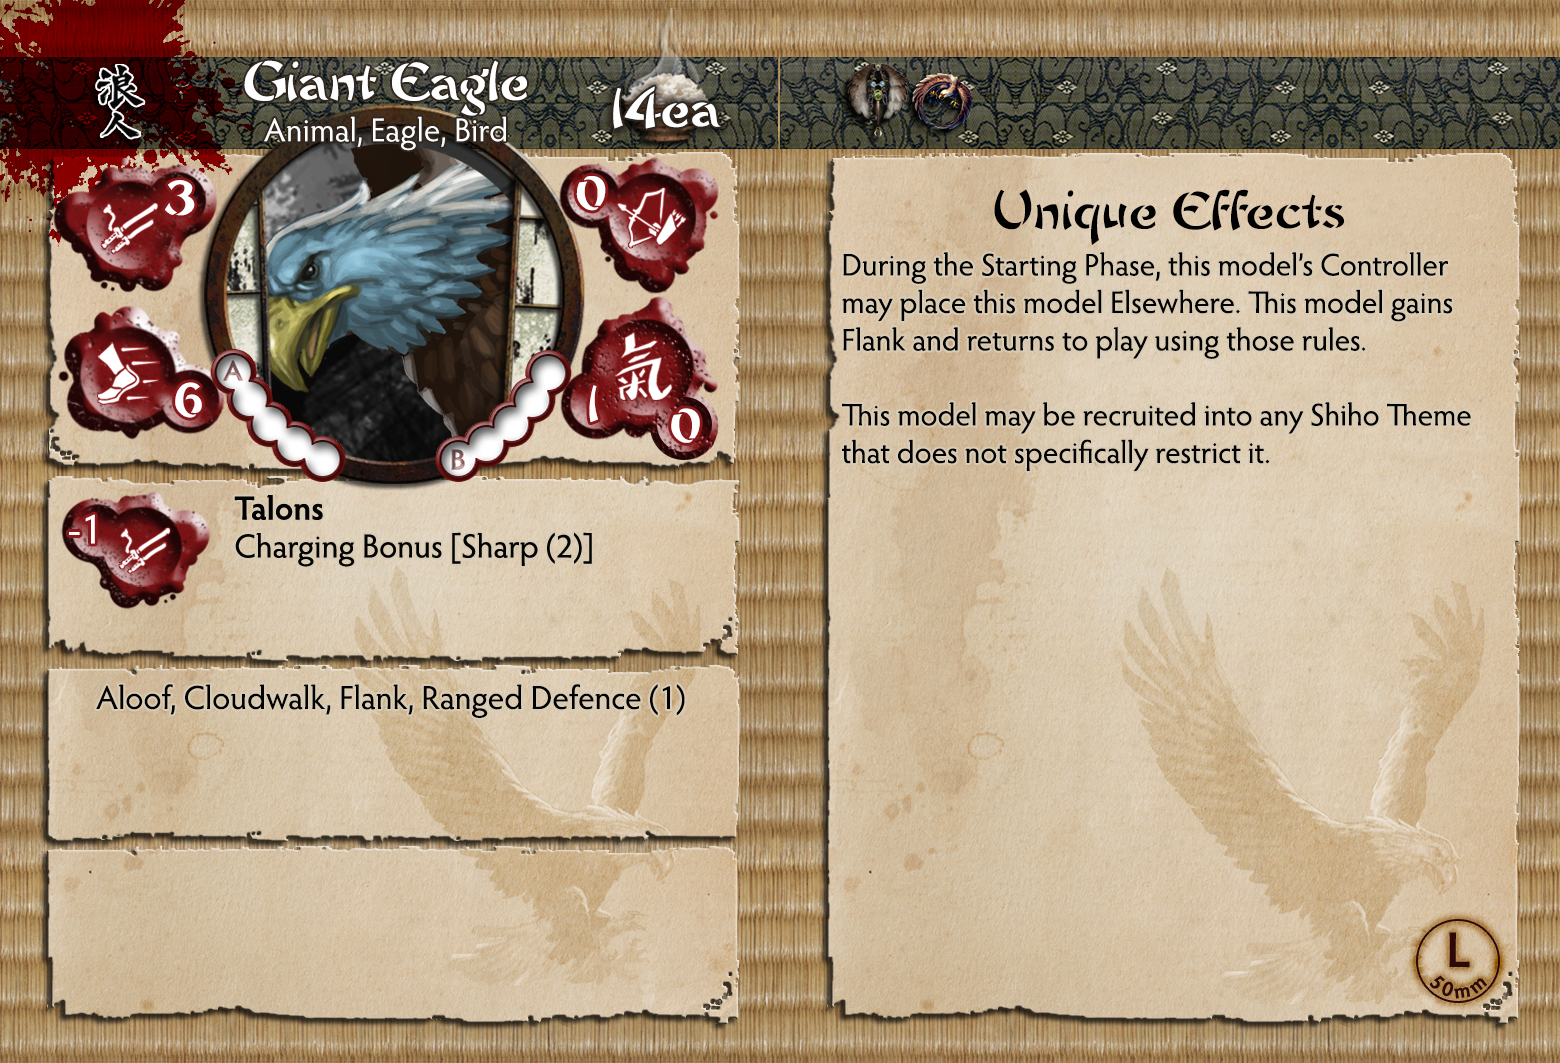 浪人
Giant Eagle
Animal, Eagle, Bird
14ea
3
0
6
氣
1
0
A
B
-1
Talons
Charging Bonus [Sharp (2)]
Aloof, Cloudwalk, Flank, Ranged Defence (1)
Unique Effects
During the Starting Phase, this model's Controller
may place this model Elsewhere. This model gains
Flank and returns to play using those rules.
This model may be recruited into any Shiho Theme
that does not specifically restrict it.
L
50mm